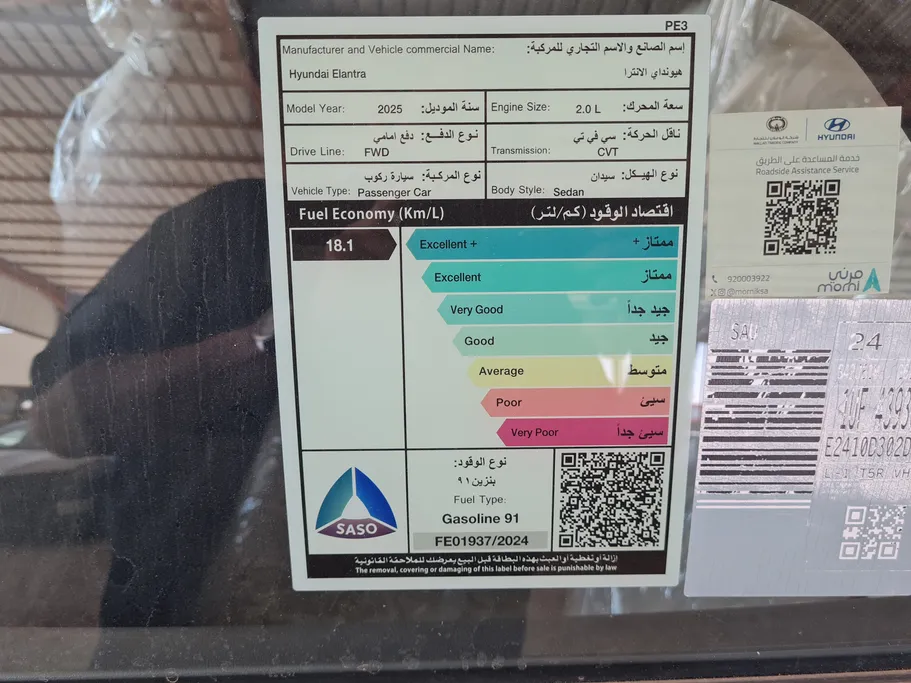 PE3
Manufacturer and Vehicle commercial Name: إسم الصانع والاسم التجاري للمركبة:
Hyundai Elantra هيونداي الانترا
Model Year: 2025 سنة الموديل:
Engine Size: 2.0 L سعة المحرك:
نوع الدفع: دفع امامي
Drive Line: FWD
ناقل الحركة: سي في تي
Transmission: CVT
نوع المركبة: سيارة ركوب
Vehicle Type: Passenger Car
نوع الهيكل: سيدان
Body Style: Sedan
Fuel Economy (Km/L) اقتصاد الوقود (كم/لتر)
18.1
Excellent + ممتاز +
Excellent ممتاز
Very Good جيد جداً
Good جيد
Average متوسط
Poor سيئ
Very Poor سيئ جداً
SASO
نوع الوقود:
بنزين ٩١
Fuel Type:
Gasoline 91
FE01937/2024
إزالة أو تغطية أو العبث بهذه البطاقة قبل البيع يعرضك للملاحقة القانونية
The removal, covering or damaging of this label before sale is punishable by law
HYUNDAI
خدمة المساعدة على الطريق
Roadside Assistance Service
920003922
مرني
morni
@morniksa
24
E2410D302D